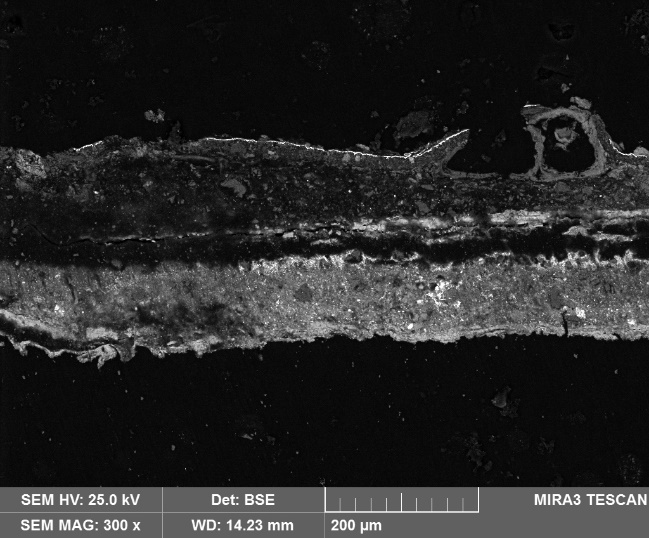 SEM HV: 25.0 kV Det: BSE MIRA3 TESCAN
SEM MAG: 300 x WD: 14.23 mm 200 µm